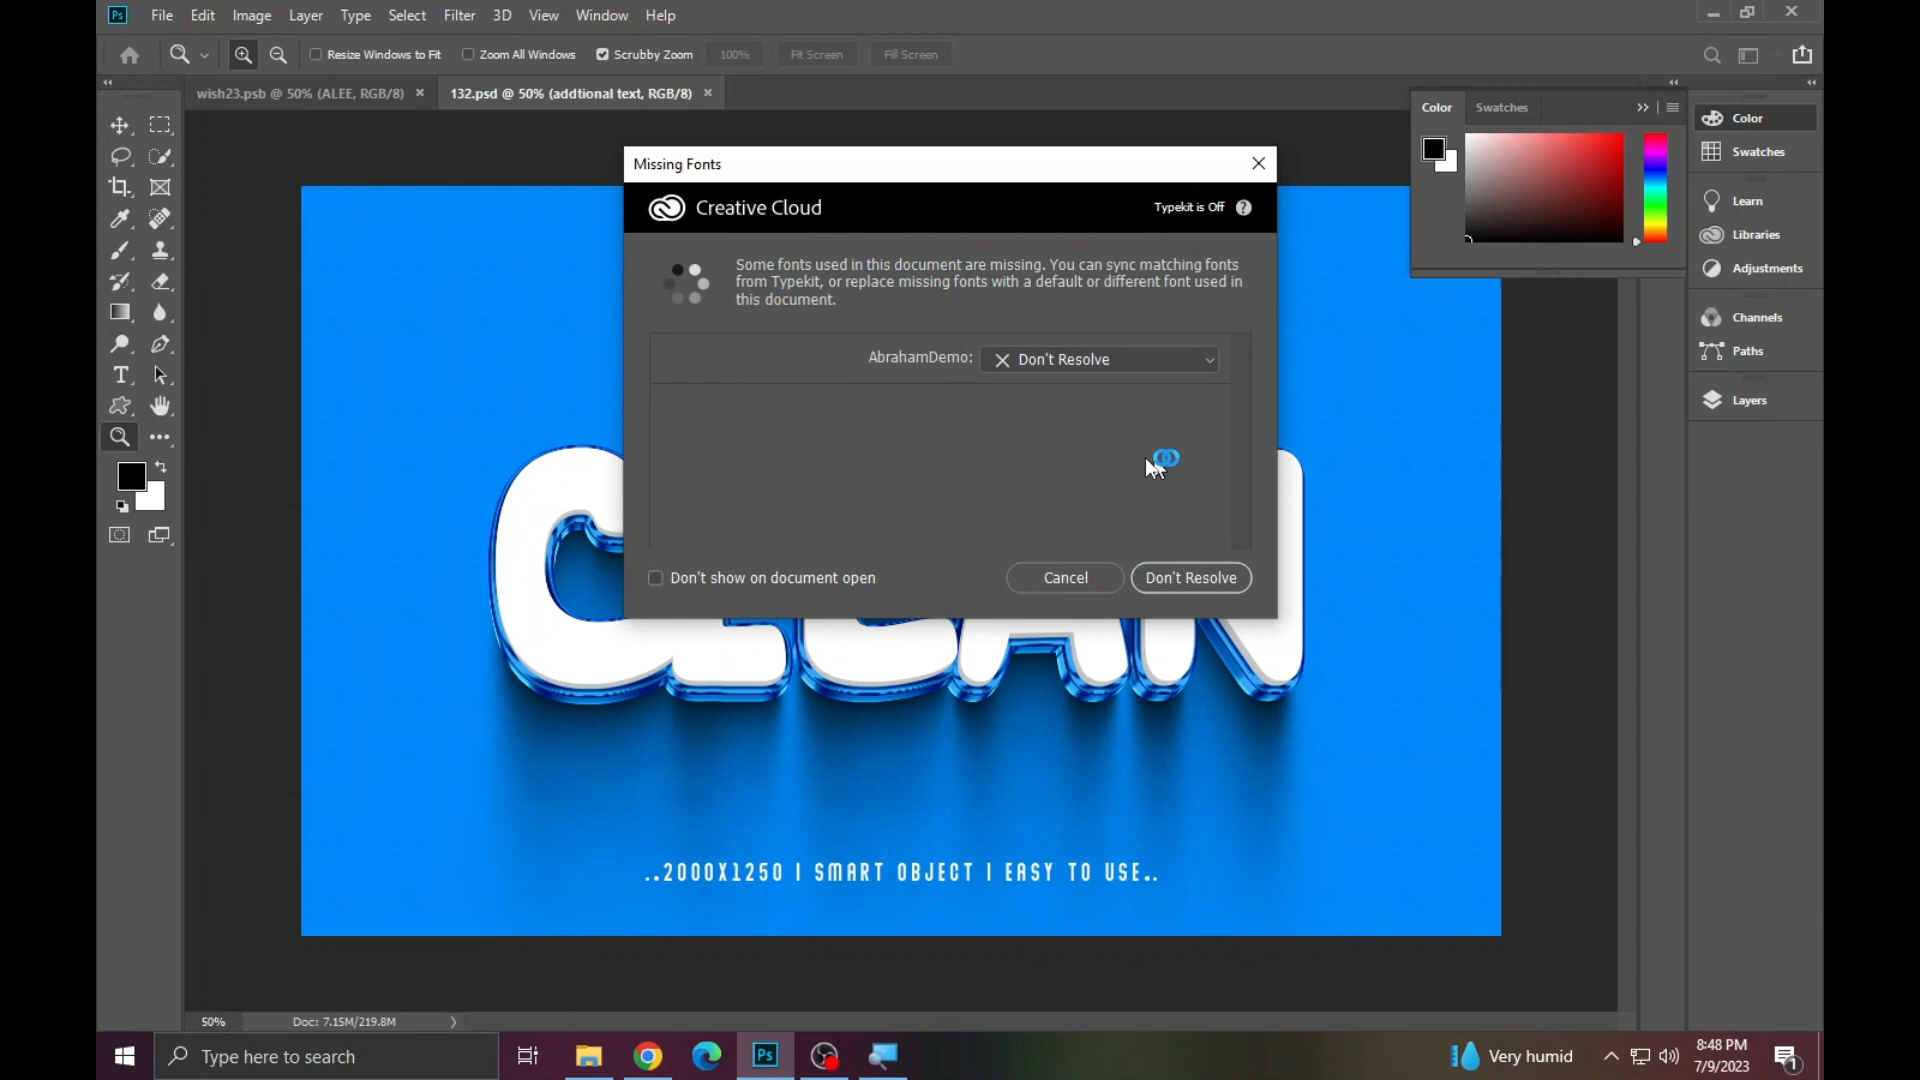 Ps File Edit Image Layer Type Select Filter 3D View Window Help
Resize Windows to Fit Zoom All Windows Scrubby Zoom 100% Fit Screen Fill Screen
wish23.psb @ 50% (ALEE, RGB/8) × 132.psd @ 50% (addtional text, RGB/8) ×
Color Swatches
Color
Swatches
Learn
Libraries
Adjustments
Channels
Paths
Layers
Missing Fonts
Creative Cloud Typekit is Off ?
Some fonts used in this document are missing. You can sync matching fonts
from Typekit, or replace missing fonts with a default or different font used in
this document.
AbrahamDemo: Don't Resolve
Don't show on document open Cancel Don't Resolve
..2000X1250 | SMART OBJECT | EASY TO USE..
50% Doc: 7.15M/219.8M
Type here to search
Ps
Very humid
8:48 PM
7/9/2023
1